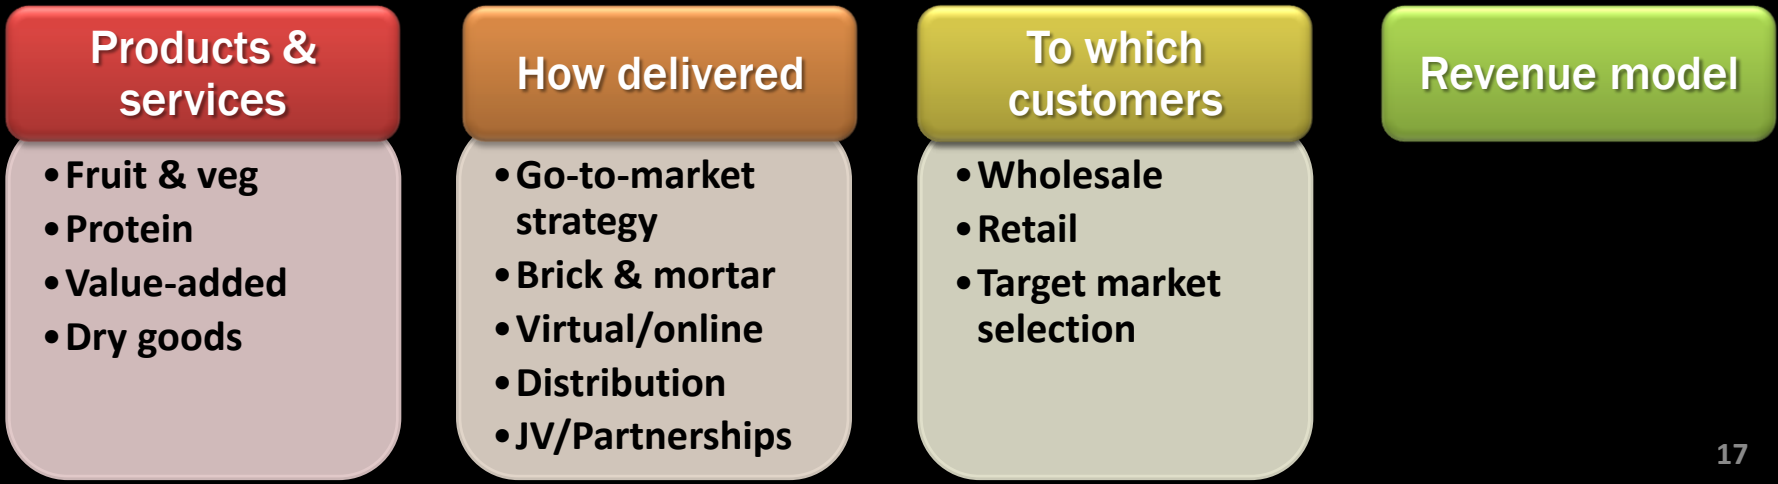 Products &
services
• Fruit & veg
• Protein
• Value-added
• Dry goods
How delivered
• Go-to-market
strategy
• Brick & mortar
• Virtual/online
• Distribution
• JV/Partnerships
To which
customers
• Wholesale
• Retail
• Target market
selection
Revenue model
17